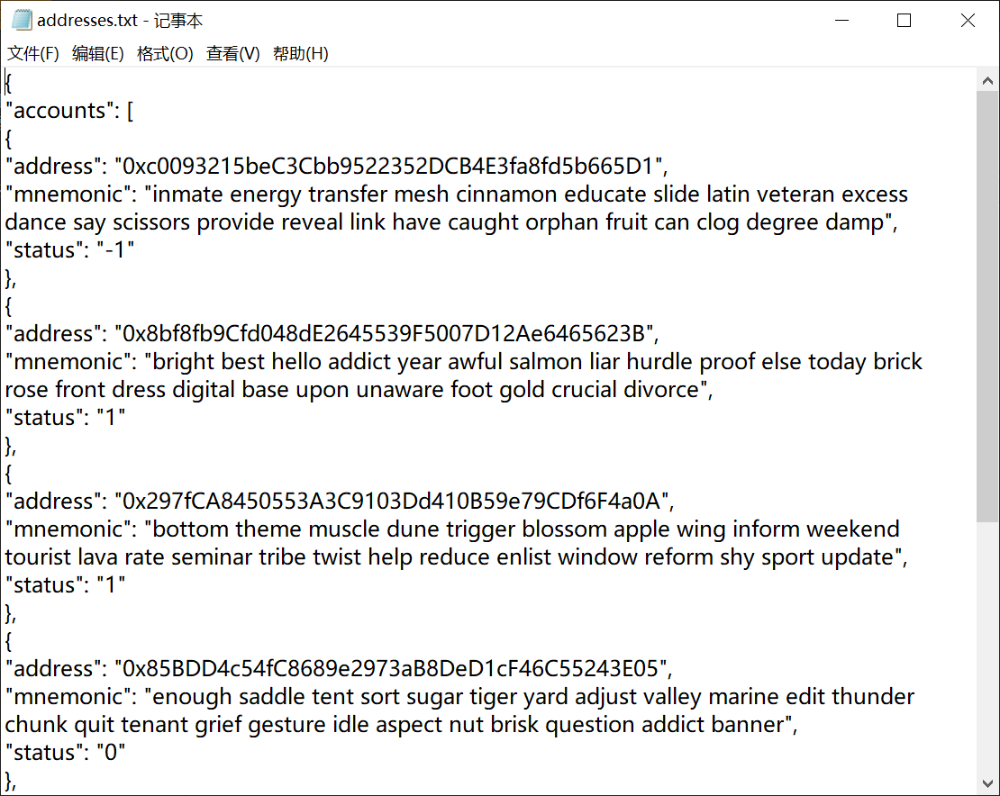 addresses.txt - 记事本
文件(F) 编辑(E) 格式(O) 查看(V) 帮助(H)
{
"accounts": [
{
"address": "0xc0093215beC3Cbb9522352DCB4E3fa8fd5b665D1",
"mnemonic": "inmate energy transfer mesh cinnamon educate slide latin veteran excess
dance say scissors provide reveal link have caught orphan fruit can clog degree damp",
"status": "-1"
},
{
"address": "0x8bf8fb9Cfd048dE2645539F5007D12Ae6465623B",
"mnemonic": "bright best hello addict year awful salmon liar hurdle proof else today brick
rose front dress digital base upon unaware foot gold crucial divorce",
"status": "1"
},
{
"address": "0x297fCA8450553A3C9103Dd410B59e79CDf6F4a0A",
"mnemonic": "bottom theme muscle dune trigger blossom apple wing inform weekend
tourist lava rate seminar tribe twist help reduce enlist window reform shy sport update",
"status": "1"
},
{
"address": "0x85BDD4c54fC8689e2973aB8DeD1cF46C55243E05",
"mnemonic": "enough saddle tent sort sugar tiger yard adjust valley marine edit thunder
chunk quit tenant grief gesture idle aspect nut brisk question addict banner",
"status": "0"
},